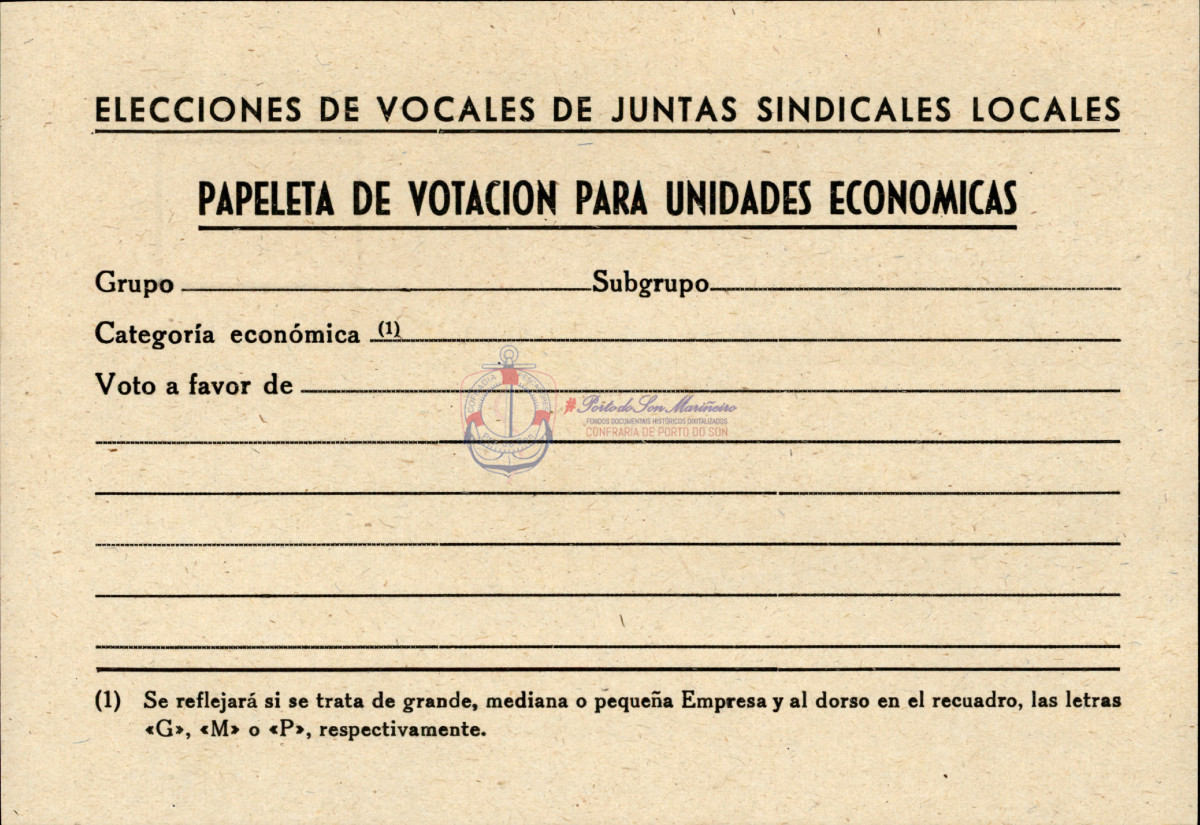 ELECCIONES DE VOCALES DE JUNTAS SINDICALES LOCALES
PAPELETA DE VOTACION PARA UNIDADES ECONOMICAS
Grupo Subgrupo
Categoría económica (1)
Voto a favor de
#Porto do Son Mariñeiro
FONDOS DOCUMENTAIS HISTÓRICOS DIXITALIZADOS
CONFRARÍA DE PORTO DO SON
(1) Se reflejará si se trata de grande, mediana o pequeña Empresa y al dorso en el recuadro, las letras
«G», «M» o «P», respectivamente.